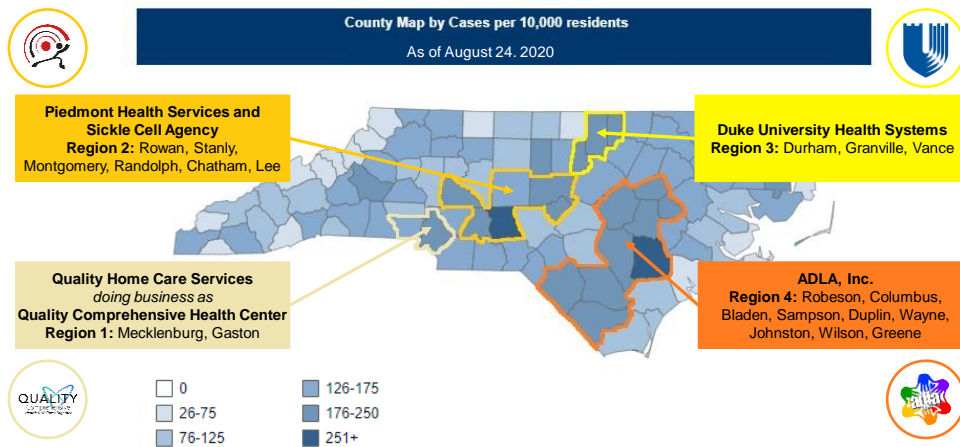 County Map by Cases per 10,000 residents
As of August 24. 2020
Piedmont Health Services and
Sickle Cell Agency
Region 2: Rowan, Stanly,
Montgomery, Randolph, Chatham, Lee
Duke University Health Systems
Region 3: Durham, Granville, Vance
Quality Home Care Services
doing business as
Quality Comprehensive Health Center
Region 1: Mecklenburg, Gaston
ADLA, Inc.
Region 4: Robeson, Columbus,
Bladen, Sampson, Duplin, Wayne,
Johnston, Wilson, Greene
QUALITY
0
26-75
76-125
126-175
176-250
251+